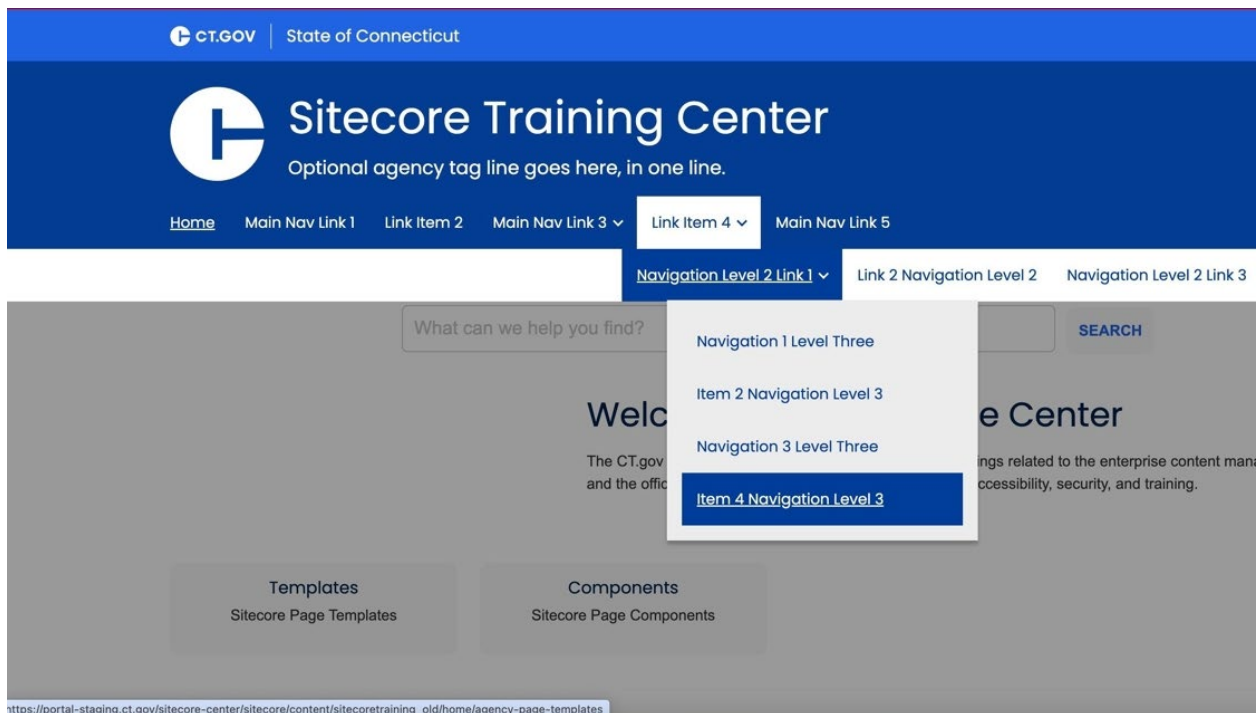 CT.GOV State of Connecticut
Sitecore Training Center
Optional agency tag line goes here, in one line.
Home Main Nav Link 1 Link Item 2 Main Nav Link 3 Link Item 4 Main Nav Link 5
Navigation Level 2 Link 1 Link 2 Navigation Level 2 Navigation Level 2 Link 3
What can we help you find? SEARCH
Navigation 1 Level Three
Item 2 Navigation Level 3
Navigation 3 Level Three
Item 4 Navigation Level 3
Welc e Center
The CT.gov ings related to the enterprise content mana
and the offic ccessibility, security, and training.
Templates Components
Sitecore Page Templates Sitecore Page Components
https://portal-staging.ct.gov/sitecore-center/sitecore/content/sitecoretraining_old/home/agency-page-templates